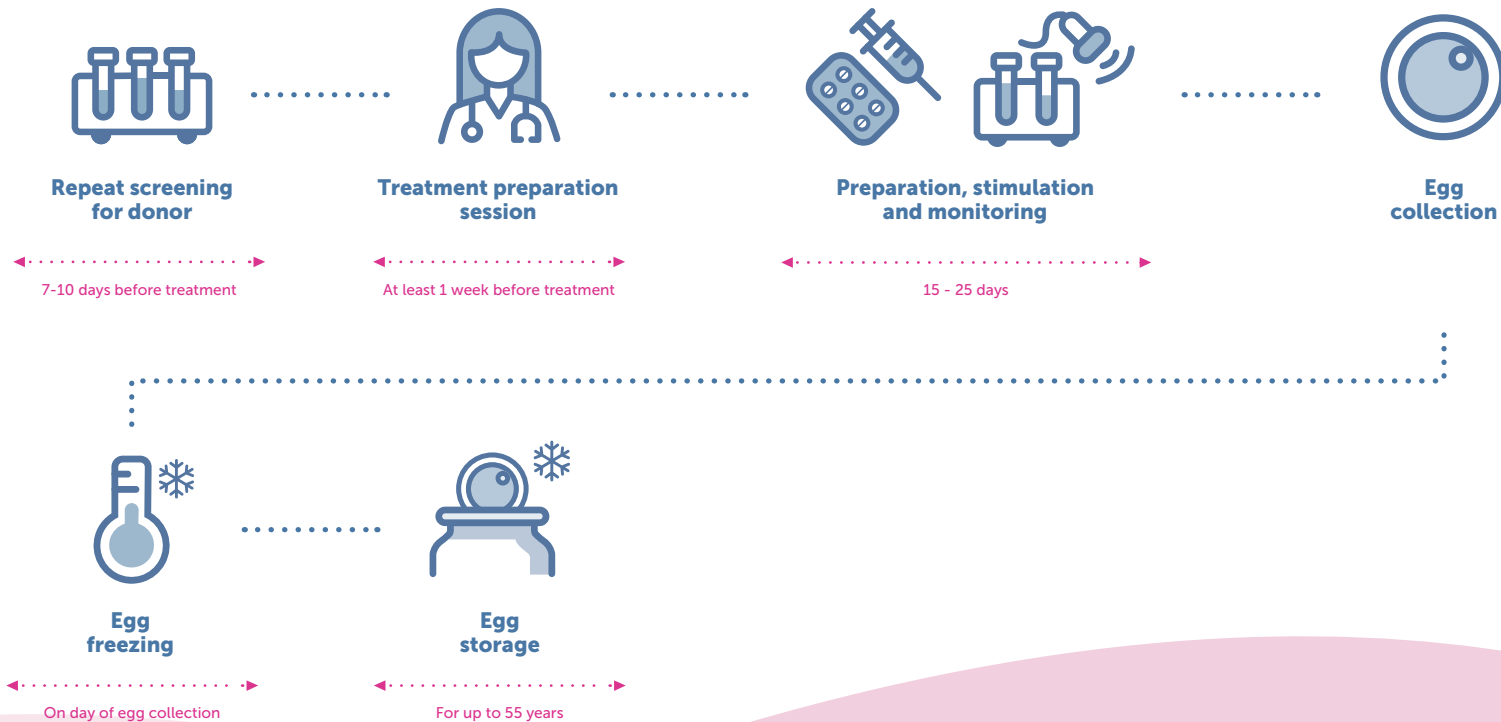 Repeat screening
for donor
7-10 days before treatment
Treatment preparation
session
At least 1 week before treatment
Preparation, stimulation
and monitoring
15 - 25 days
Egg
collection
Egg
freezing
On day of egg collection
Egg
storage
For up to 55 years